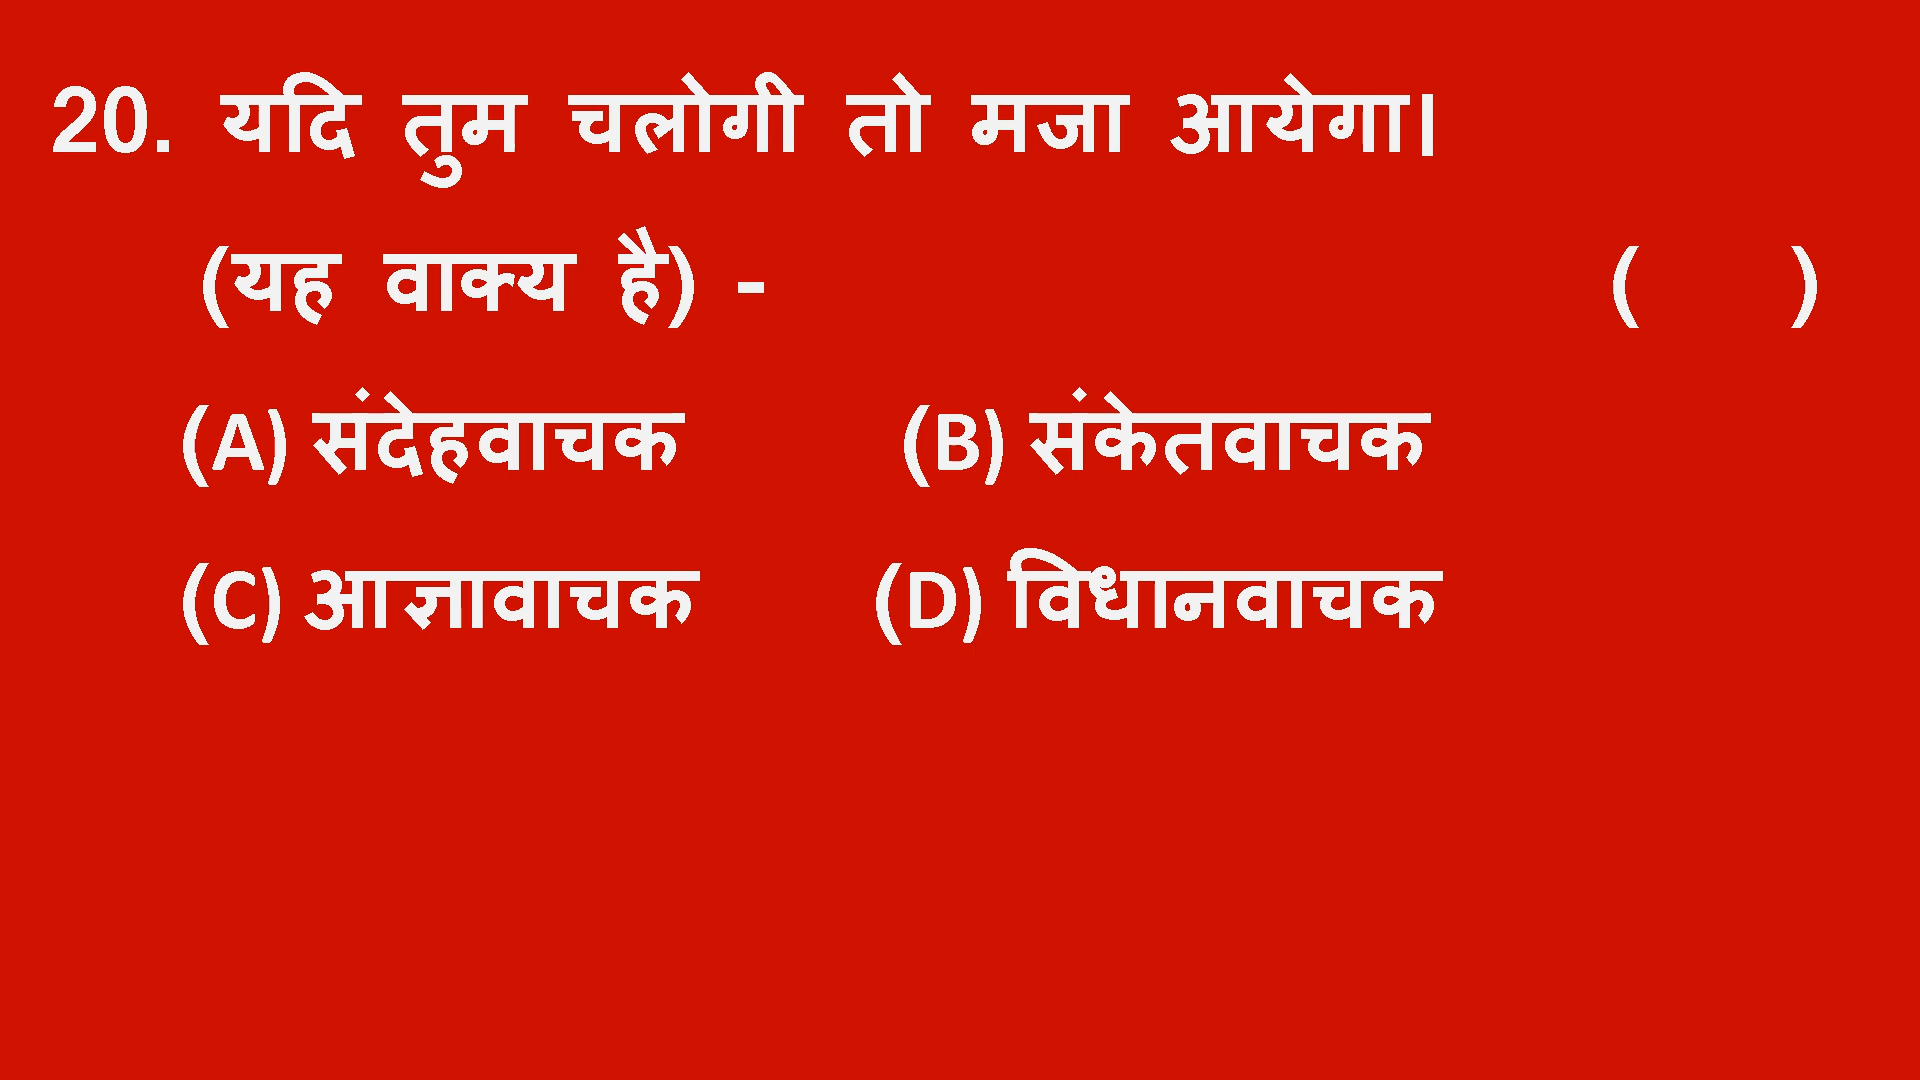 20. यदि तुम चलोगी तो मजा आयेगा।
(यह वाक्य है) - ( )
(A) संदेहवाचक (B) संकेतवाचक
(C) आज्ञावाचक (D) विधानवाचक